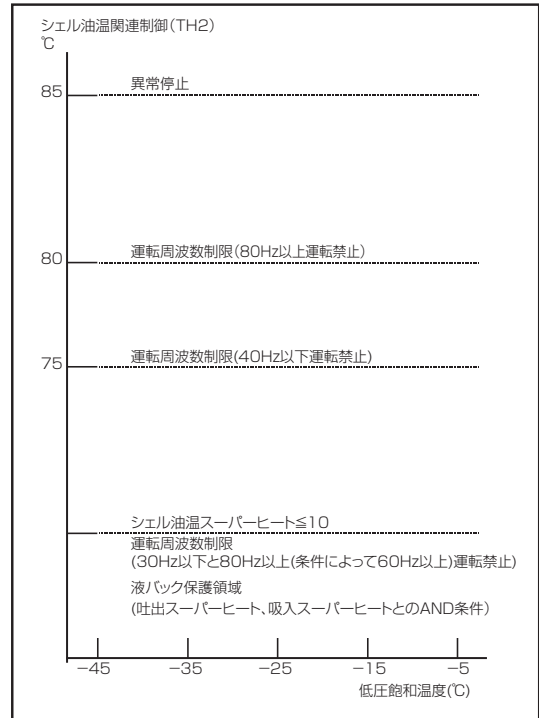 シェル油温関連制御(TH2)
℃
85
異常停止
80
運転周波数制限(80Hz以上運転禁止)
75
運転周波数制限(40Hz以下運転禁止)
シェル油温スーパーヒート≦10
運転周波数制限
(30Hz以下と80Hz以上(条件によって60Hz以上)運転禁止)
液バック保護領域
(吐出スーパーヒート、吸入スーパーヒートとのAND条件)
−45 −35 −25 −15 −5
低圧飽和温度(℃)